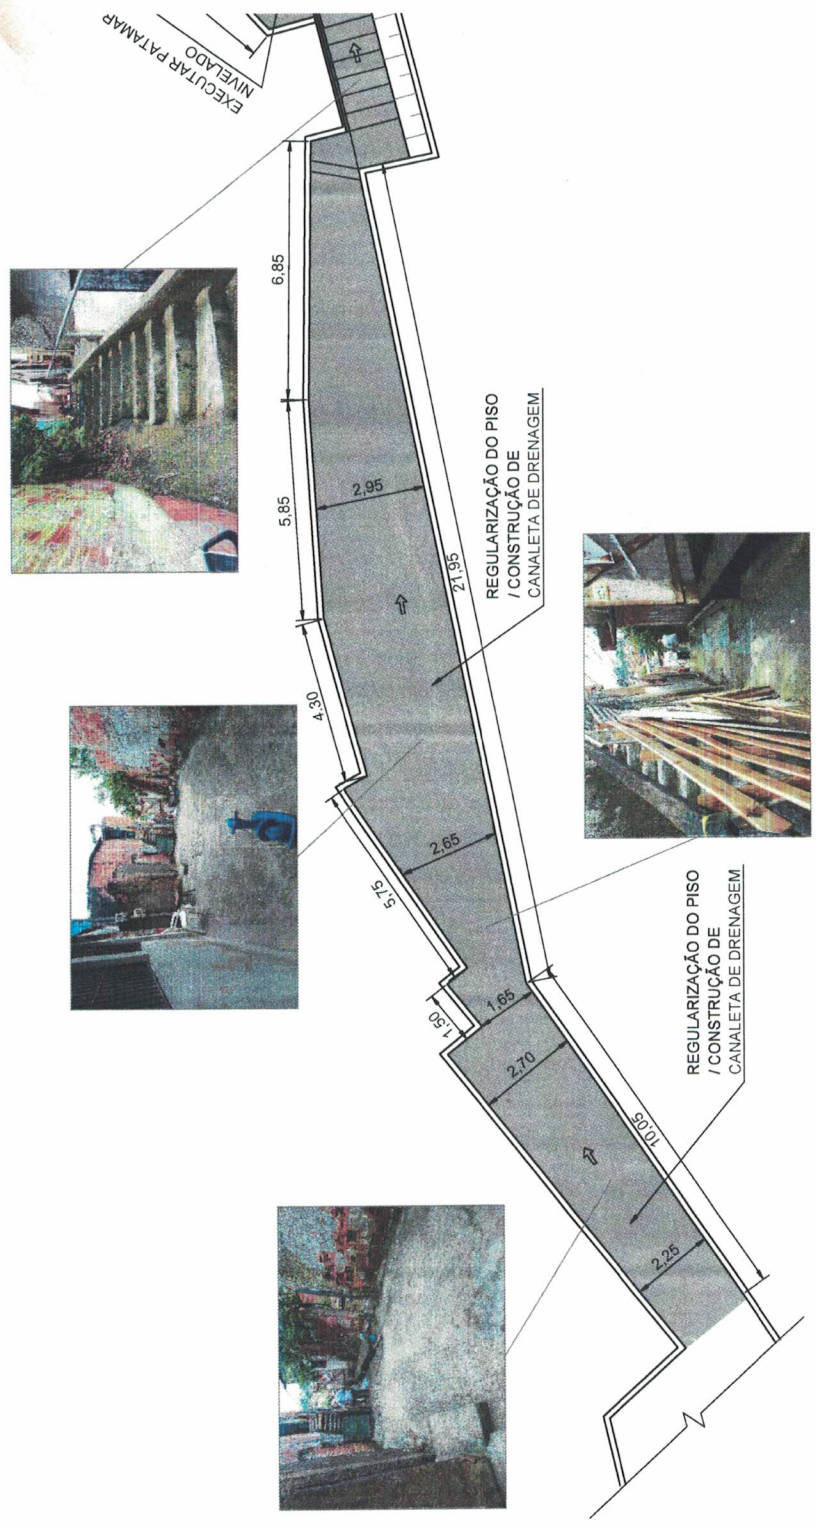 EXECUTAR PATAMAR
NIVELADO
6,85
5,85
2,95
4.30
21,95
REGULARIZAÇÃO DO PISO
/ CONSTRUÇÃO DE
CANALETA DE DRENAGEM
5,75
2,65
1,50
1,65
2,70
10,05
2,25
REGULARIZAÇÃO DO PISO
/ CONSTRUÇÃO DE
CANALETA DE DRENAGEM